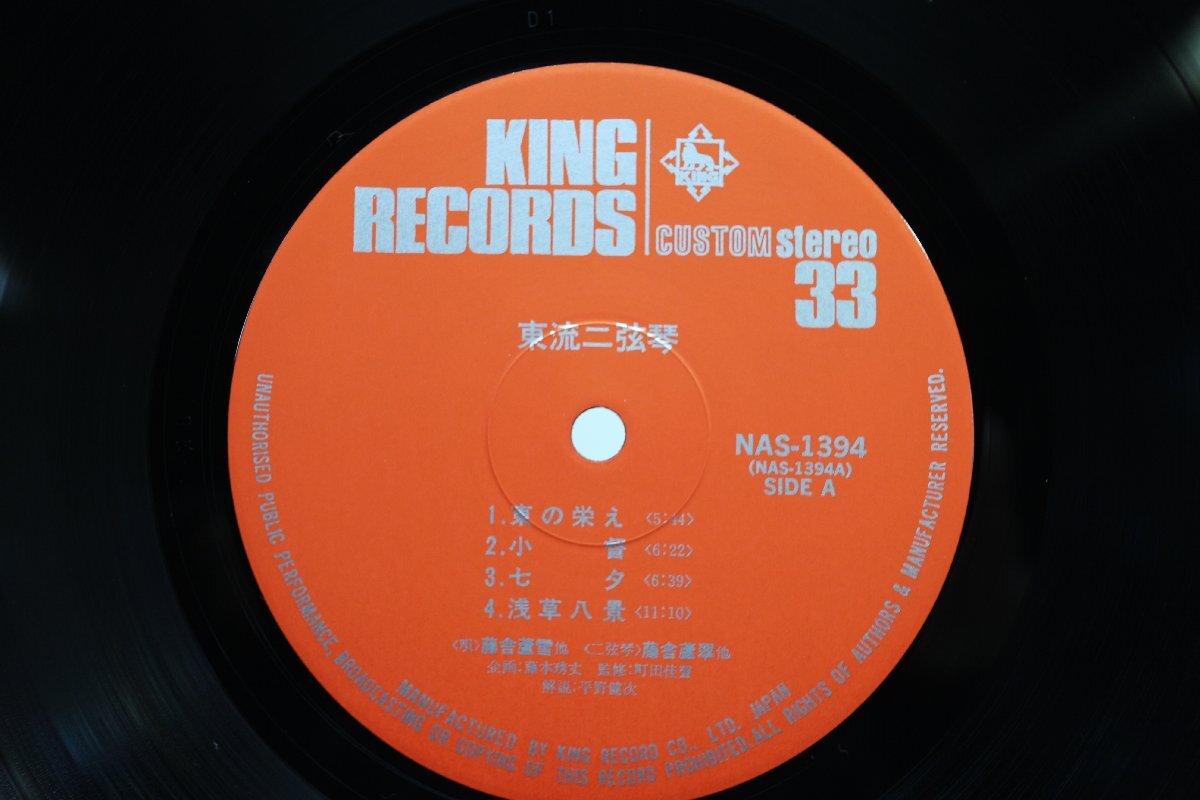 D1
KING
RECORDS
KING
CUSTOM stereo
33
東流二弦琴
NAS-1394
(NAS-1394A)
SIDE A
1.東の栄え 〈5:44〉
2.小督 〈6:22〉
3.七夕 〈6:39〉
4.浅草八景 〈11:10〉
〈唄〉藤舎蘆雪他 〈二弦琴〉藤舎蘆翠他
企画:藤本琇丈 監修:町田佳聲
解説:平野健次
MANUFACTURED BY KING RECORD CO., LTD. JAPAN.
UNAUTHORISED PUBLIC PERFORMANCE, BROADCASTING OR COPYING OF THIS RECORD PROHIBITED. ALL RIGHTS OF AUTHORS & MANUFACTURER RESERVED.